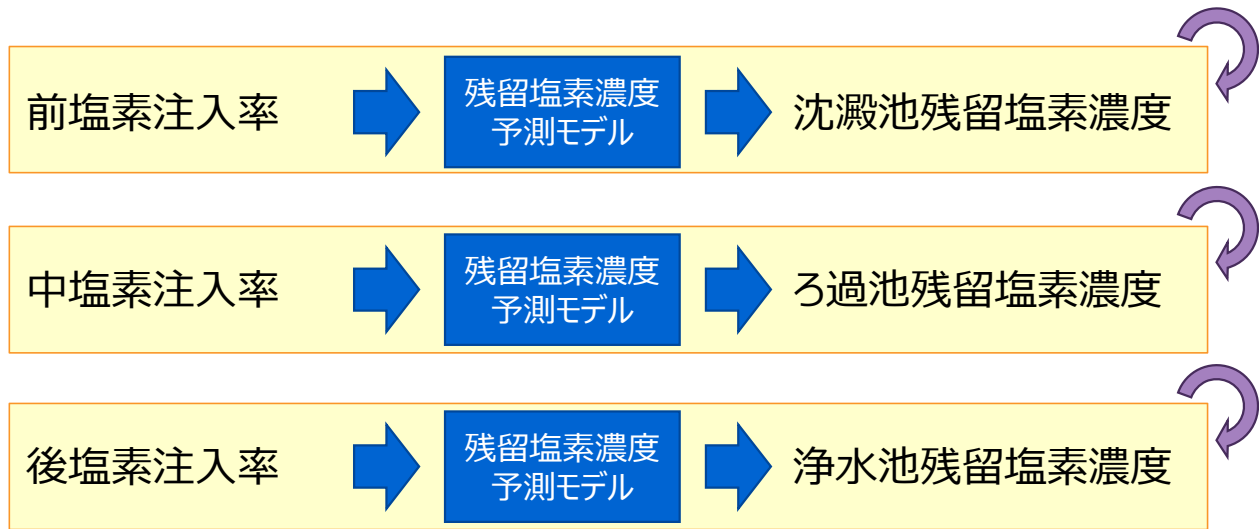 前塩素注入率
残留塩素濃度
予測モデル
沈澱池残留塩素濃度
中塩素注入率
残留塩素濃度
予測モデル
ろ過池残留塩素濃度
後塩素注入率
残留塩素濃度
予測モデル
浄水池残留塩素濃度